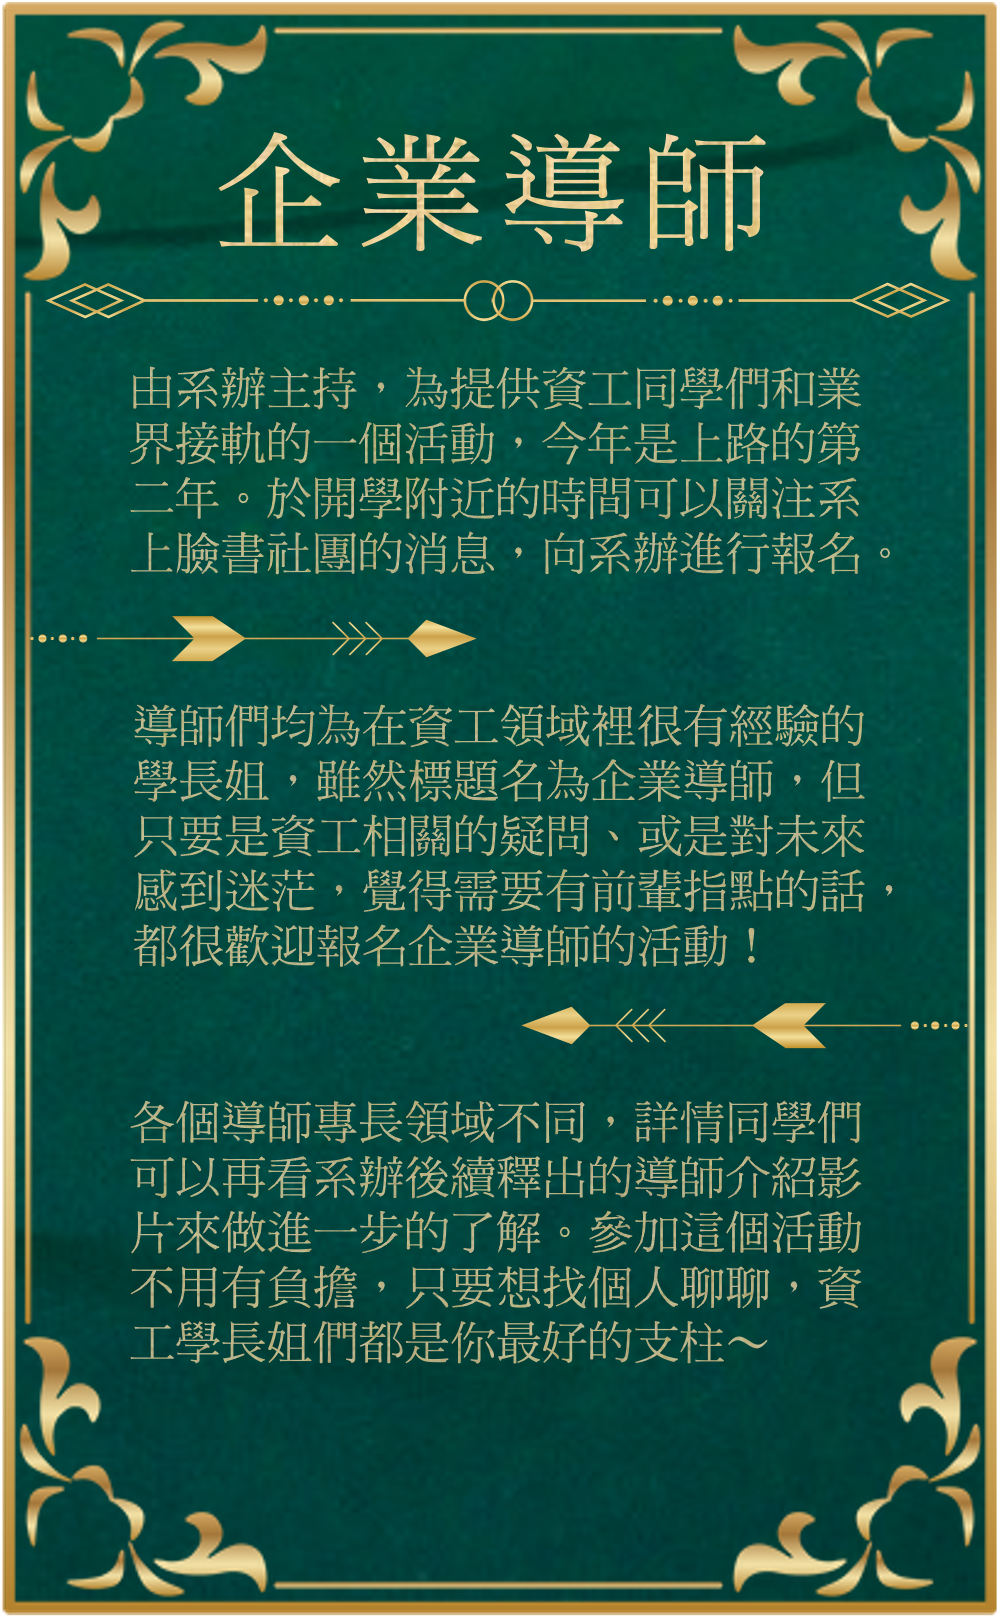 企業導師
由系辦主持，為提供資工同學們和業
界接軌的一個活動，今年是上路的第
二年。於開學附近的時間可以關注系
上臉書社團的消息，向系辦進行報名。
導師們均為在資工領域裡很有經驗的
學長姐，雖然標題名為企業導師，但
只要是資工相關的疑問、或是對未來
感到迷茫，覺得需要有前輩指點的話，
都很歡迎報名企業導師的活動！
各個導師專長領域不同，詳情同學們
可以再看系辦後續釋出的導師介紹影
片來做進一步的了解。參加這個活動
不用有負擔，只要想找個人聊聊，資
工學長姐們都是你最好的支柱～